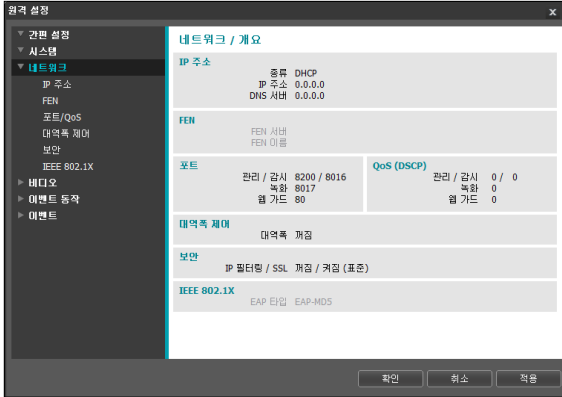 원격 설정
x
간편 설정
시스템
네트워크
IP 주소
FEN
포트/QoS
대역폭 제어
보안
IEEE 802.1X
비디오
이벤트 동작
이벤트
네트워크 / 개요
IP 주소
종류 DHCP
IP 주소 0.0.0.0
DNS 서버 0.0.0.0
FEN
FEN 서버
FEN 이름
포트
관리 / 감시 8200 / 8016
녹화 8017
웹 가드 80
QoS (DSCP)
관리 / 감시 0 / 0
녹화 0
웹 가드 0
대역폭 제어
대역폭 꺼짐
보안
IP 필터링 / SSL 꺼짐 / 켜짐 (표준)
IEEE 802.1X
EAP 타입 EAP-MD5
확인
취소
적용